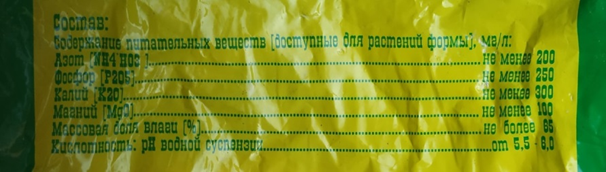 Состав:
Содержание питательных веществ [доступные для растений формы], мг/л:
Азот [NH4 NO3 ]..................не менее 200
Фосфор [P2O5]..................не менее 250
Калий [K2O]..................не менее 300
Магний [MgO]..................не менее 100
Массовая доля влаги [%]..................не более 65
Кислотность: pH водной суспензии..................от 5,5 - 6,0